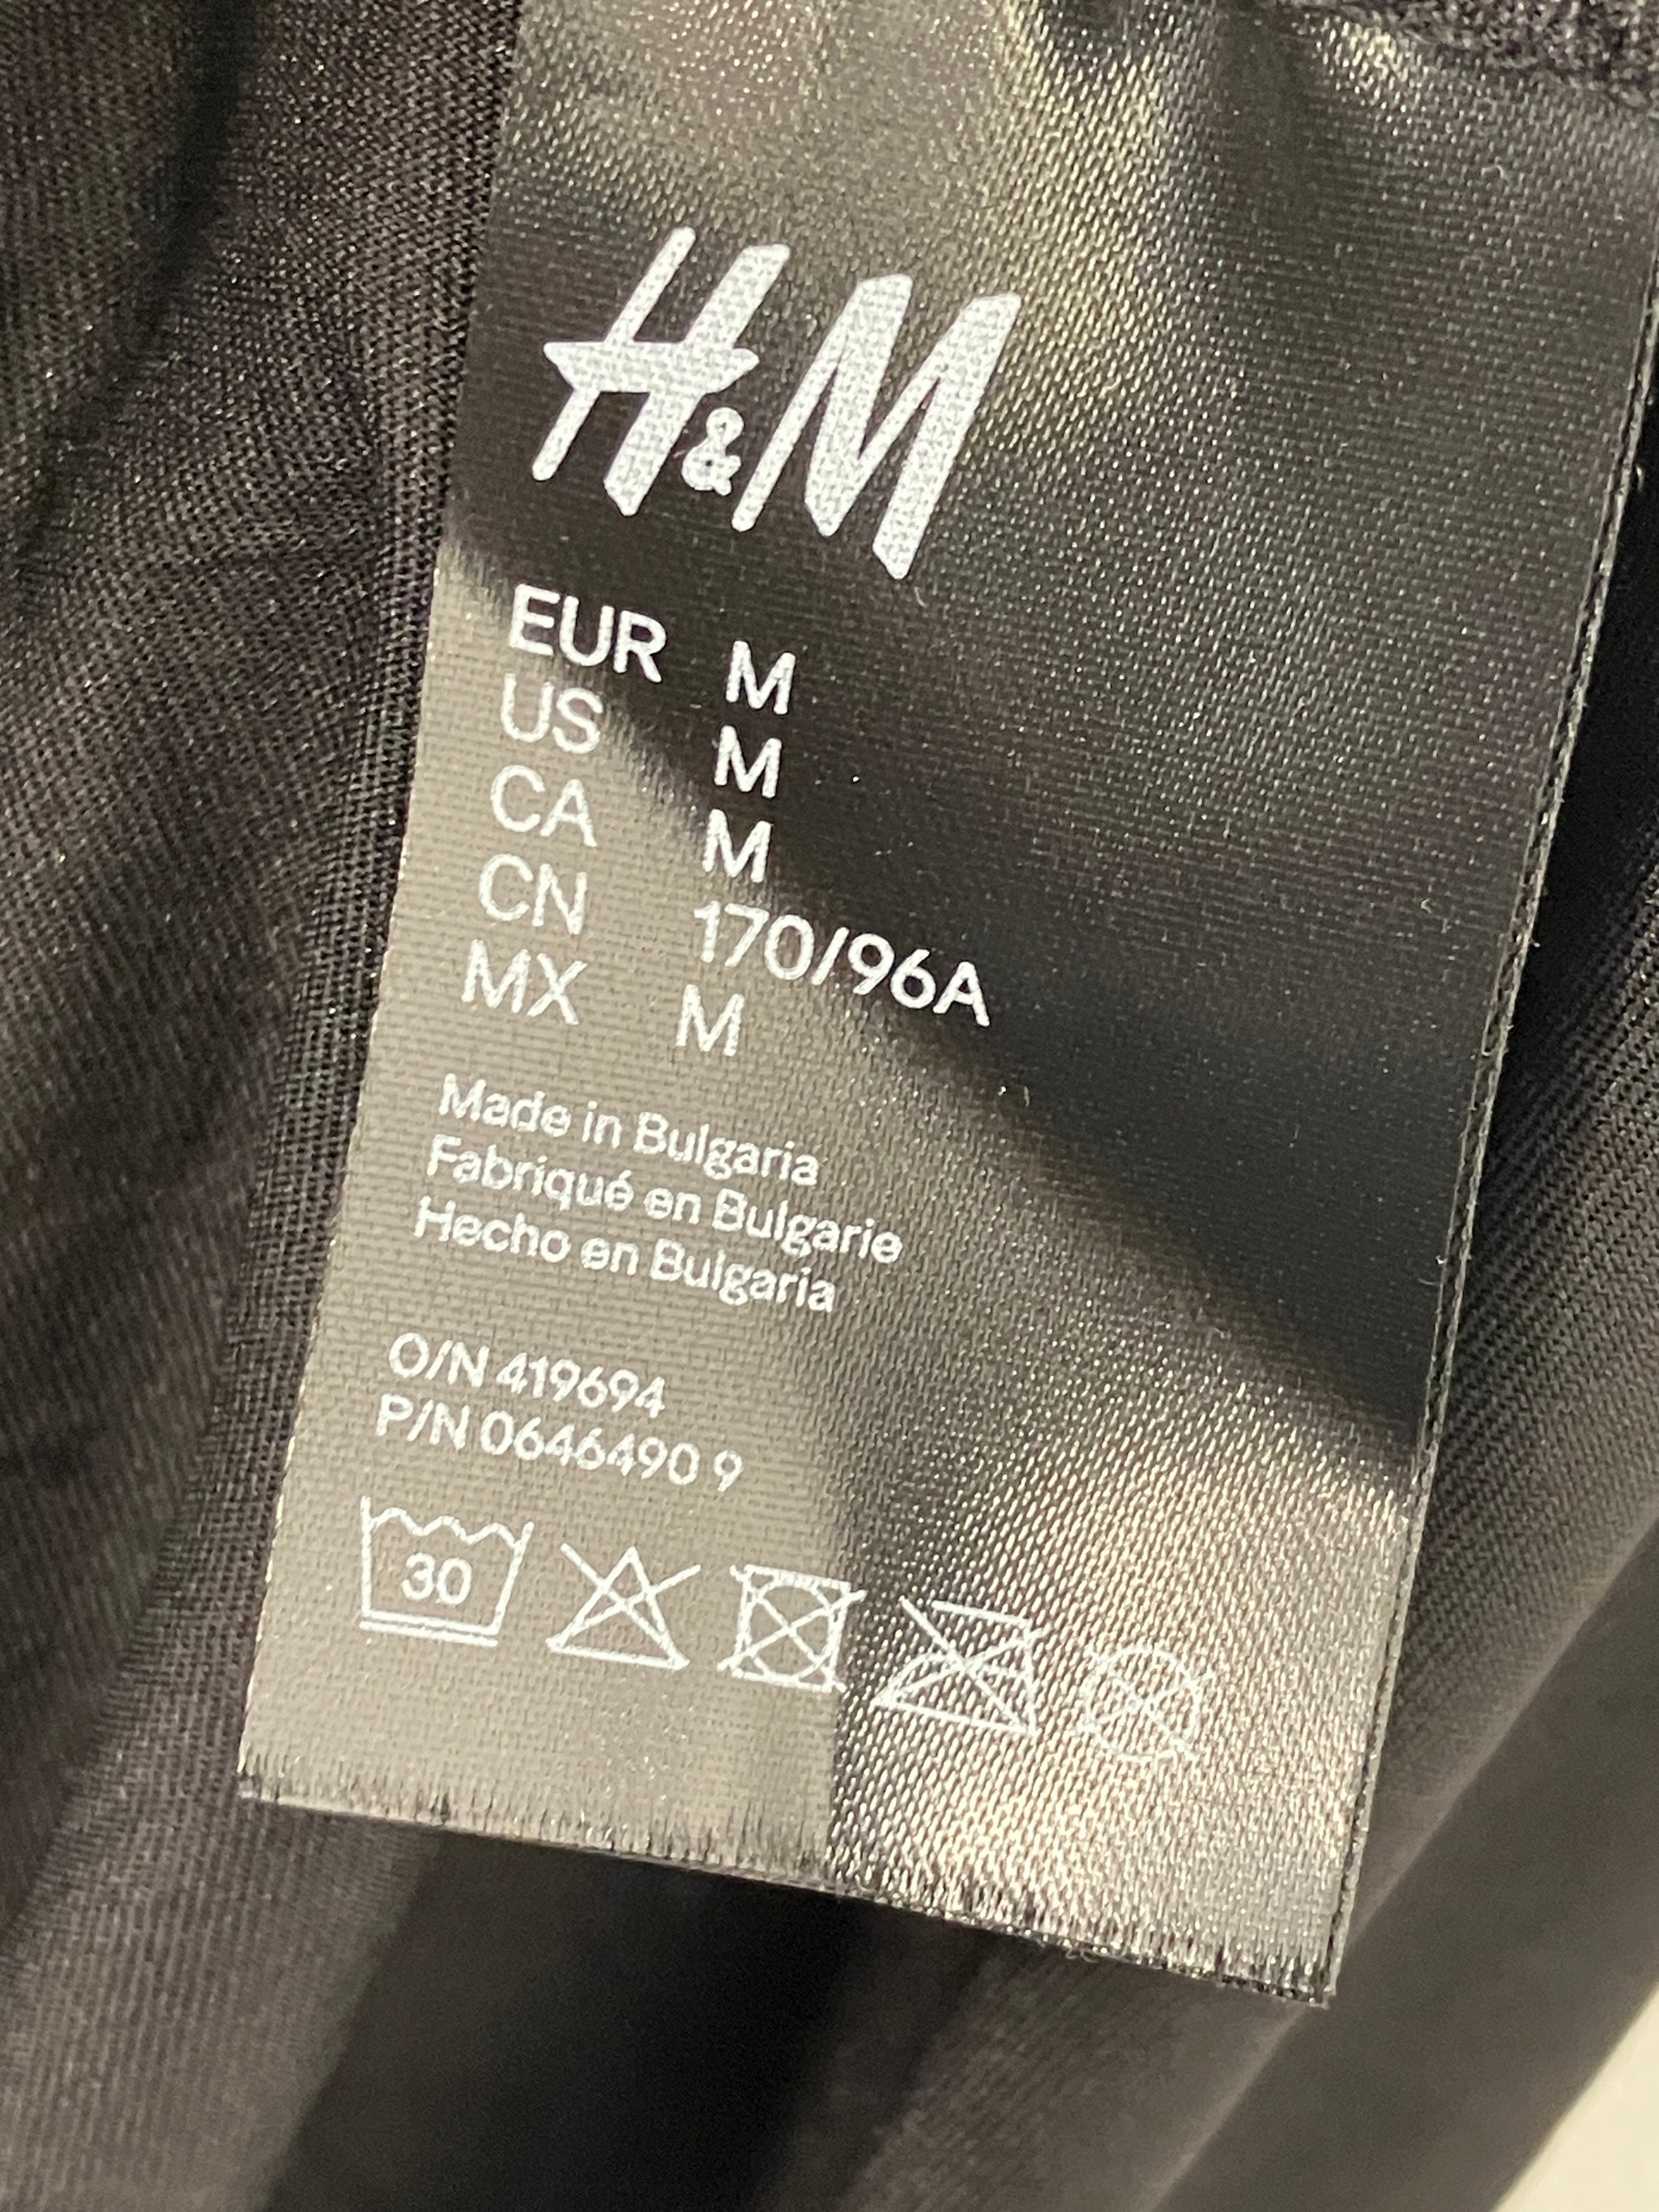 H&M
EUR M
US M
CA M
CN 170/96A
MX M
Made in Bulgaria
Fabriqué en Bulgarie
Hecho en Bulgaria
O/N 419694
P/N 0646490 9
30